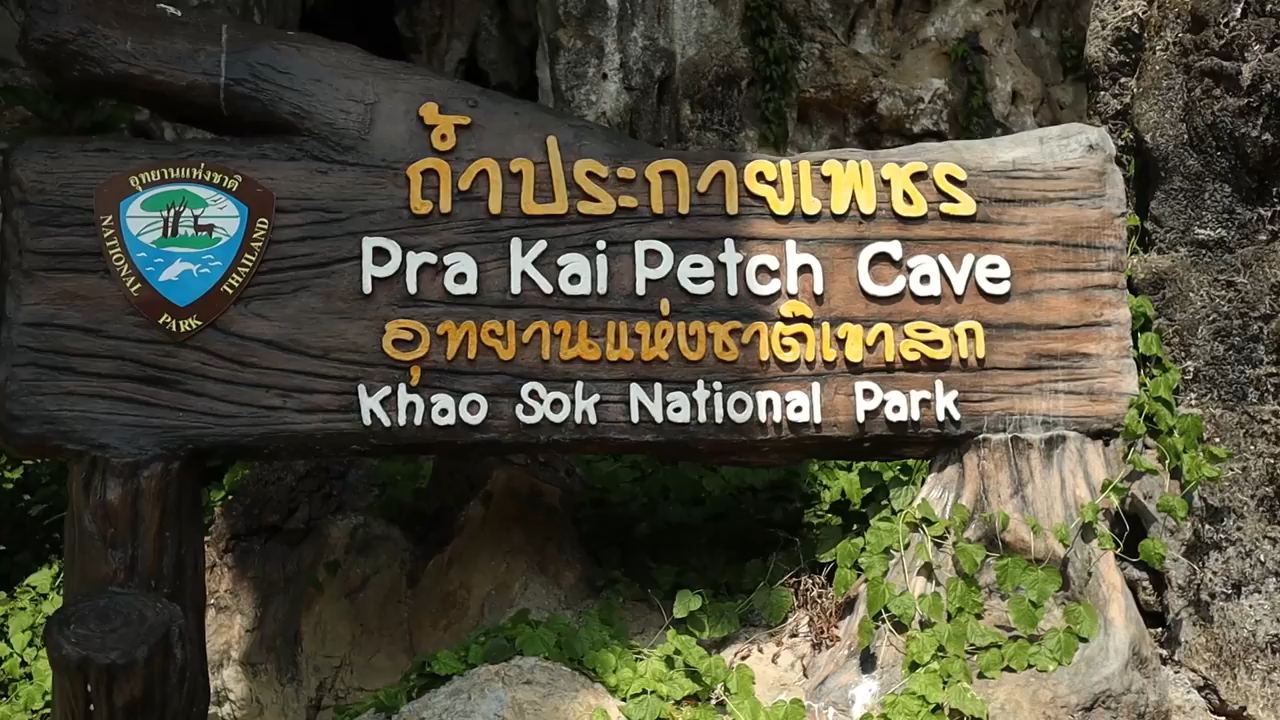 อุทยานแห่งชาติ
NATIONAL PARK THAILAND
ถ้ำประกายเพชร
Pra Kai Petch Cave
อุทยานแห่งชาติเขาสก
Khao Sok National Park